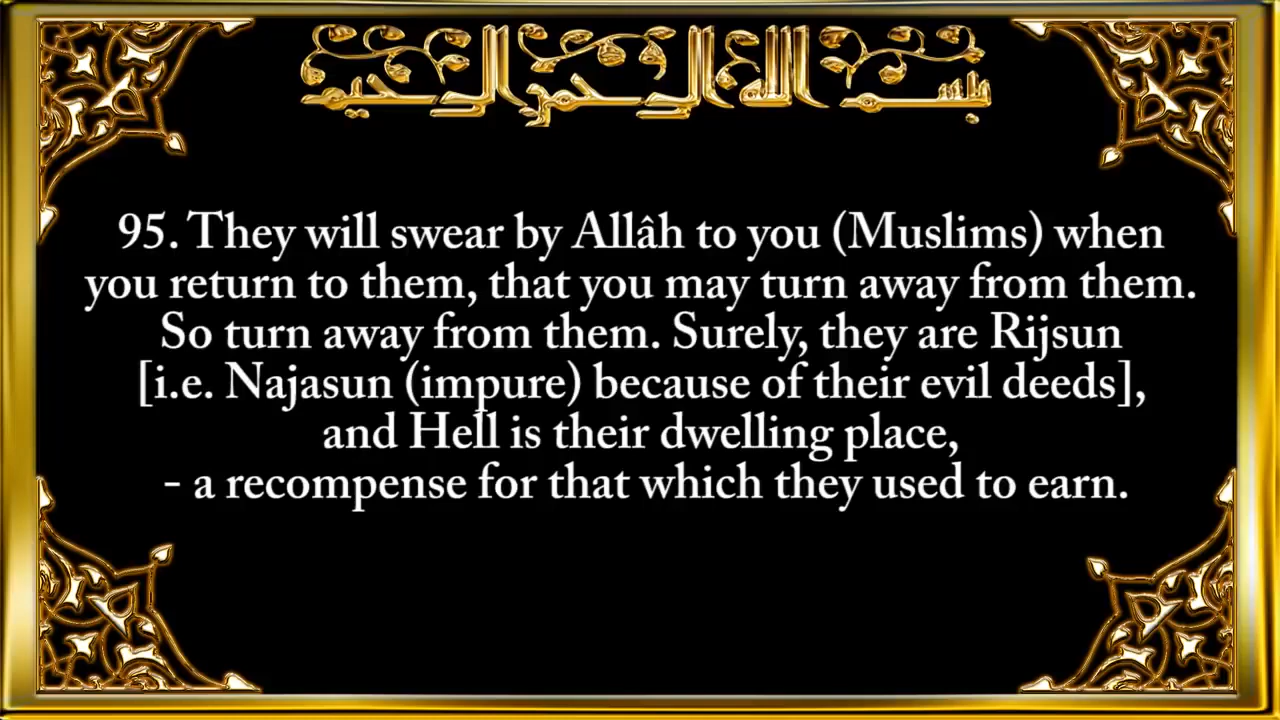 بسم الله الرحمن الرحيم
95. They will swear by Allâh to you (Muslims) when
you return to them, that you may turn away from them.
So turn away from them. Surely, they are Rijsun
[i.e. Najasun (impure) because of their evil deeds],
and Hell is their dwelling place,
- a recompense for that which they used to earn.